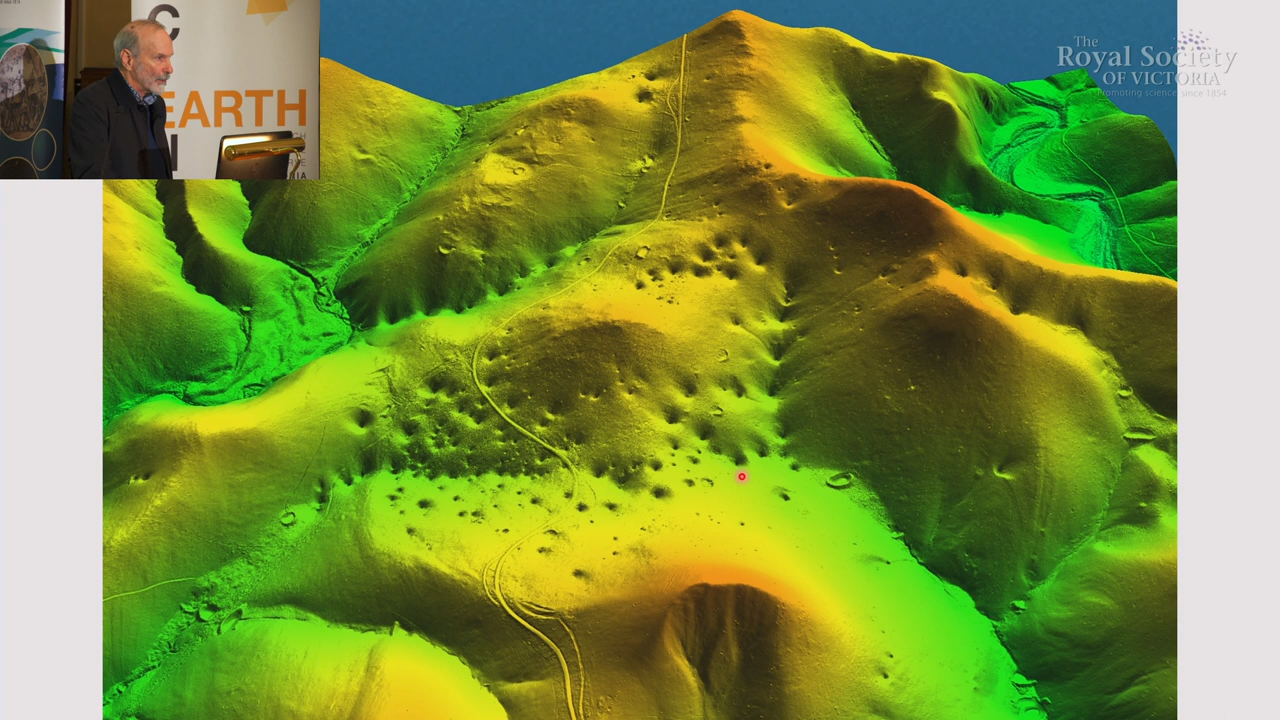 C
EARTH
The
Royal Society
OF VICTORIA
Promoting science since 1854